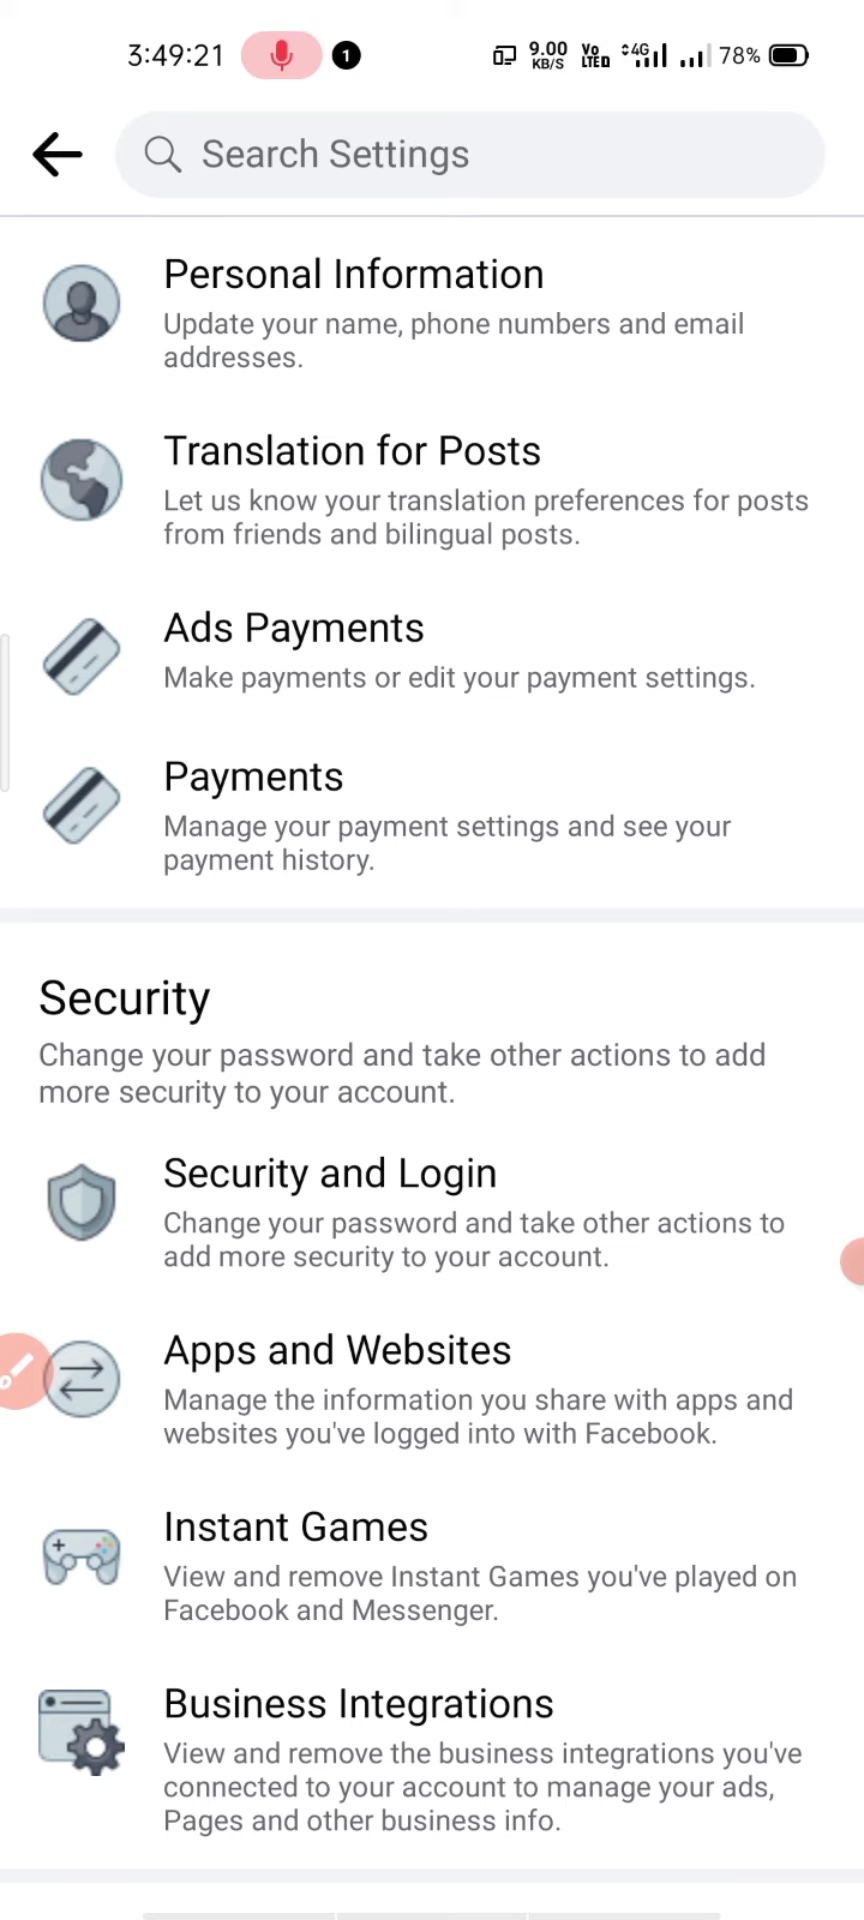 3:49:21 1 9.00 KB/S Vo LTE 4G 78%
Search Settings
Personal Information
Update your name, phone numbers and email
addresses.
Translation for Posts
Let us know your translation preferences for posts
from friends and bilingual posts.
Ads Payments
Make payments or edit your payment settings.
Payments
Manage your payment settings and see your
payment history.
Security
Change your password and take other actions to add
more security to your account.
Security and Login
Change your password and take other actions to
add more security to your account.
Apps and Websites
Manage the information you share with apps and
websites you've logged into with Facebook.
Instant Games
View and remove Instant Games you've played on
Facebook and Messenger.
Business Integrations
View and remove the business integrations you've
connected to your account to manage your ads,
Pages and other business info.